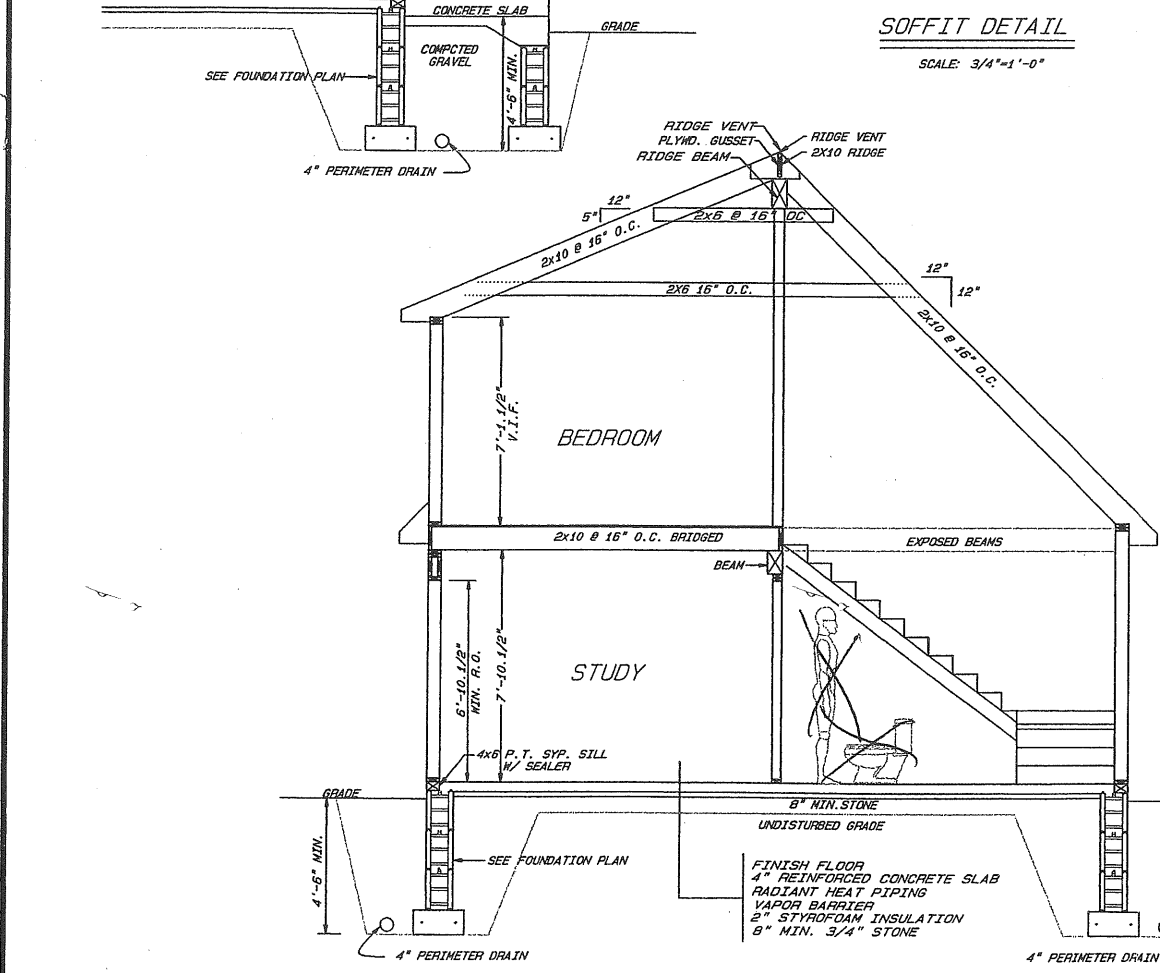 CONCRETE SLAB
GRADE
COMPCTED
GRAVEL
4'-6" MIN.
SEE FOUNDATION PLAN
4" PERIMETER DRAIN
SOFFIT DETAIL
SCALE: 3/4"=1'-0"
RIDGE VENT
PLYWD. GUSSET
RIDGE BEAM
RIDGE VENT
2X10 RIDGE
12"
5"
2x6 @ 16" OC
2x10 @ 16" O.C.
2X6 16" O.C.
12"
12"
2x10 @ 16" O.C.
7'-1.1/2"
V.I.F.
BEDROOM
2x10 @ 16" O.C. BRIDGED
EXPOSED BEAMS
BEAM
6'-10.1/2"
MIN. R.O.
7'-10.1/2"
STUDY
4x6 P.T. SYP. SILL
W/ SEALER
GRADE
8" MIN.STONE
UNDISTURBED GRADE
4'-6" MIN.
SEE FOUNDATION PLAN
FINISH FLOOR
4" REINFORCED CONCRETE SLAB
RADIANT HEAT PIPING
VAPOR BARRIER
2" STYROFOAM INSULATION
8" MIN. 3/4" STONE
4" PERIMETER DRAIN
4" PERIMETER DRAIN